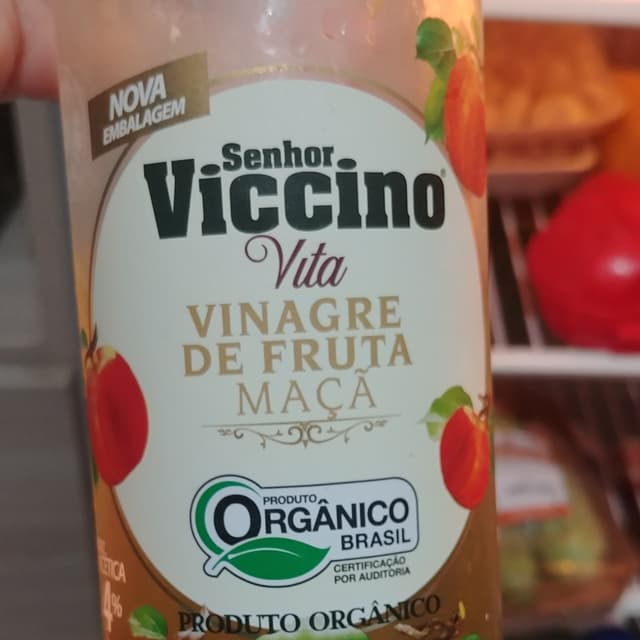 NOVA
EMBALAGEM
Senhor
Viccino
Vita
VINAGRE
DE FRUTA
MAÇÃ
PRODUTO
ORGÂNICO
BRASIL
CERTIFICAÇÃO
POR AUDITORIA
4%
PRODUTO ORGÂNICO